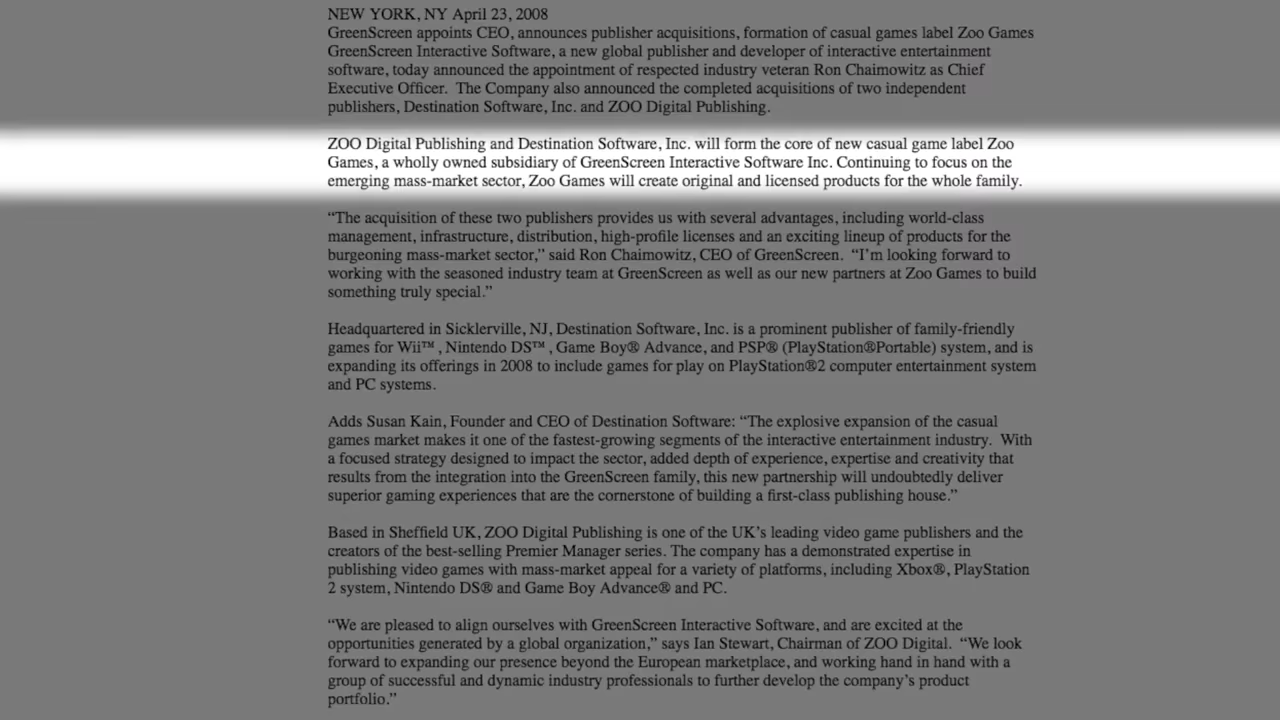 NEW YORK, NY April 23, 2008
GreenScreen appoints CEO, announces publisher acquisitions, formation of casual games label Zoo Games
GreenScreen Interactive Software, a new global publisher and developer of interactive entertainment
software, today announced the appointment of respected industry veteran Ron Chaimowitz as Chief
Executive Officer.  The Company also announced the completed acquisitions of two independent
publishers, Destination Software, Inc. and ZOO Digital Publishing.
ZOO Digital Publishing and Destination Software, Inc. will form the core of new casual game label Zoo
Games, a wholly owned subsidiary of GreenScreen Interactive Software Inc. Continuing to focus on the
emerging mass-market sector, Zoo Games will create original and licensed products for the whole family.
“The acquisition of these two publishers provides us with several advantages, including world-class
management, infrastructure, distribution, high-profile licenses and an exciting lineup of products for the
burgeoning mass-market sector,” said Ron Chaimowitz, CEO of GreenScreen.  “I’m looking forward to
working with the seasoned industry team at GreenScreen as well as our new partners at Zoo Games to build
something truly special.”
Headquartered in Sicklerville, NJ, Destination Software, Inc. is a prominent publisher of family-friendly
games for Wii™ , Nintendo DS™ , Game Boy® Advance, and PSP® (PlayStation®Portable) system, and is
expanding its offerings in 2008 to include games for play on PlayStation®2 computer entertainment system
and PC systems.
Adds Susan Kain, Founder and CEO of Destination Software: “The explosive expansion of the casual
games market makes it one of the fastest-growing segments of the interactive entertainment industry.  With
a focused strategy designed to impact the sector, added depth of experience, expertise and creativity that
results from the integration into the GreenScreen family, this new partnership will undoubtedly deliver
superior gaming experiences that are the cornerstone of building a first-class publishing house.”
Based in Sheffield UK, ZOO Digital Publishing is one of the UK’s leading video game publishers and the
creators of the best-selling Premier Manager series. The company has a demonstrated expertise in
publishing video games with mass-market appeal for a variety of platforms, including Xbox®, PlayStation
2 system, Nintendo DS® and Game Boy Advance® and PC.
“We are pleased to align ourselves with GreenScreen Interactive Software, and are excited at the
opportunities generated by a global organization,” says Ian Stewart, Chairman of ZOO Digital.  “We look
forward to expanding our presence beyond the European marketplace, and working hand in hand with a
group of successful and dynamic industry professionals to further develop the company’s product
portfolio.”